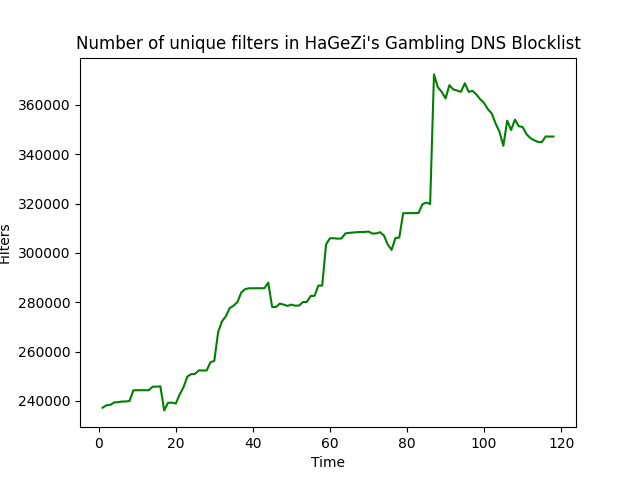 Number of unique filters in HaGeZi's Gambling DNS Blocklist
Filters
360000
340000
320000
300000
280000
260000
240000
0 20 40 60 80 100 120
Time